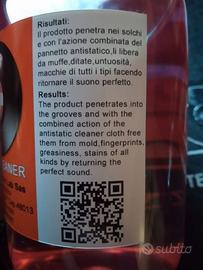 Risultati:
Il prodotto penetra nei solchi
e con l'azione combinata del
pannetto antistatico,li libera
da muffe,ditate,untuosità,
macchie di tutti i tipi facendo
ritornare il suono perfetto.
Results:
The product penetrates into
the grooves and with the
combined action of the
antistatic cleaner cloth free
them from mold,fingerprints,
greasiness, stains of all
kinds by returning the
perfect sound.
EANER
Sas
46013
subito